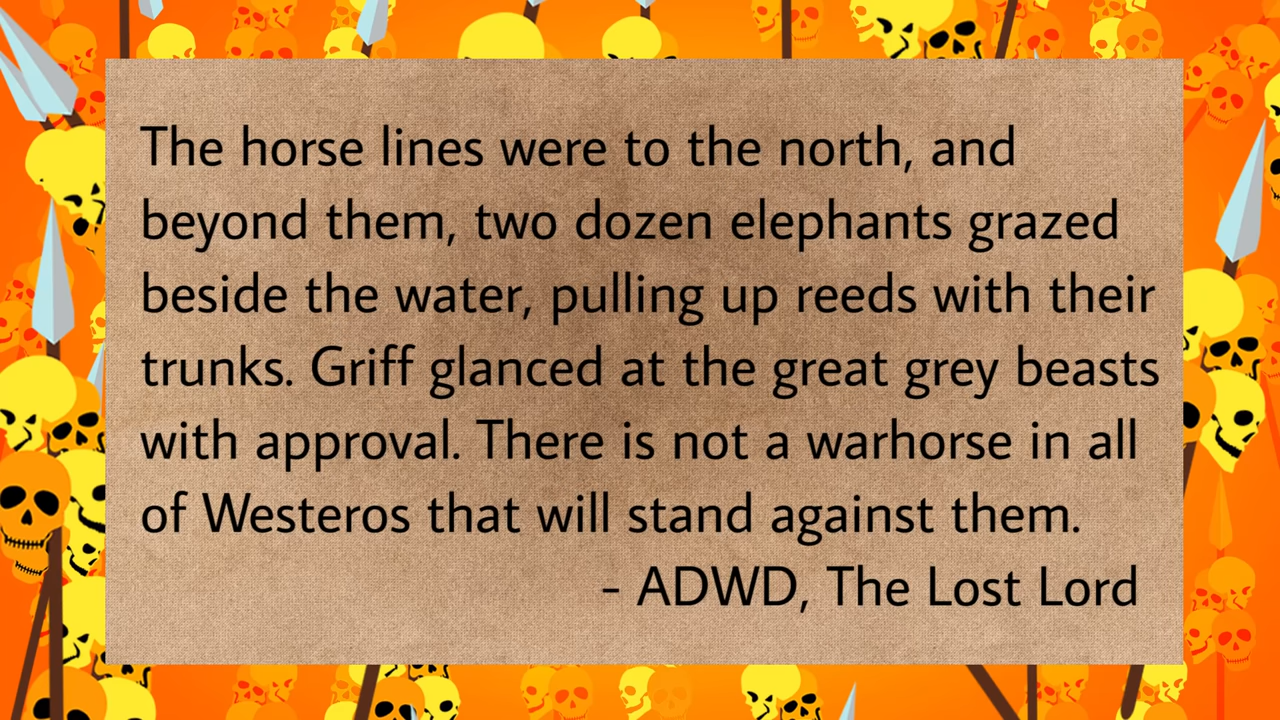 The horse lines were to the north, and
beyond them, two dozen elephants grazed
beside the water, pulling up reeds with their
trunks. Griff glanced at the great grey beasts
with approval. There is not a warhorse in all
of Westeros that will stand against them.
- ADWD, The Lost Lord